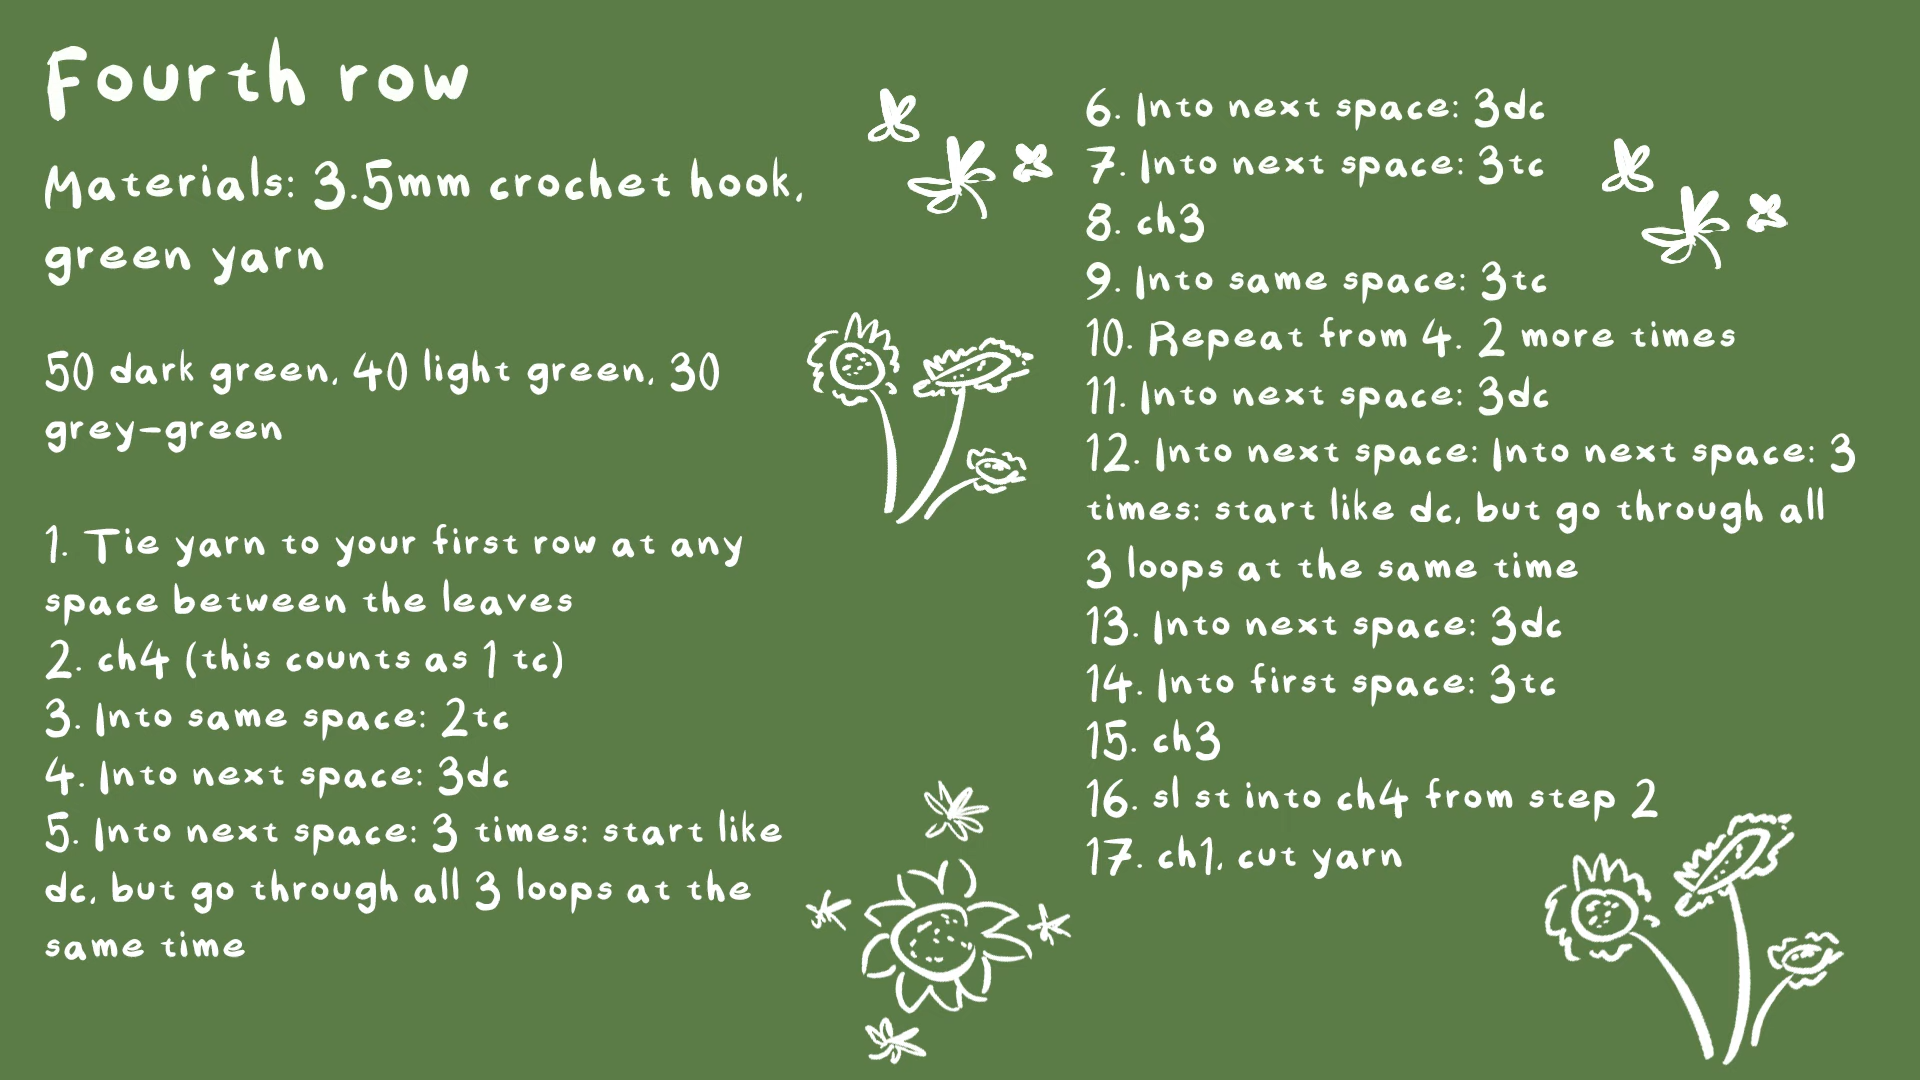 Fourth row
Materials: 3.5mm crochet hook,
green yarn
50 dark green, 40 light green, 30
grey-green
1. Tie yarn to your first row at any
space between the leaves
2. ch4 (this counts as 1 tc)
3. Into same space: 2tc
4. Into next space: 3dc
5. Into next space: 3 times: start like
dc, but go through all 3 loops at the
same time
6. Into next space: 3dc
7. Into next space: 3tc
8. ch3
9. Into same space: 3tc
10. Repeat from 4. 2 more times
11. Into next space: 3dc
12. Into next space: Into next space: 3
times: start like dc, but go through all
3 loops at the same time
13. Into next space: 3dc
14. Into first space: 3tc
15. ch3
16. sl st into ch4 from step 2
17. ch1, cut yarn